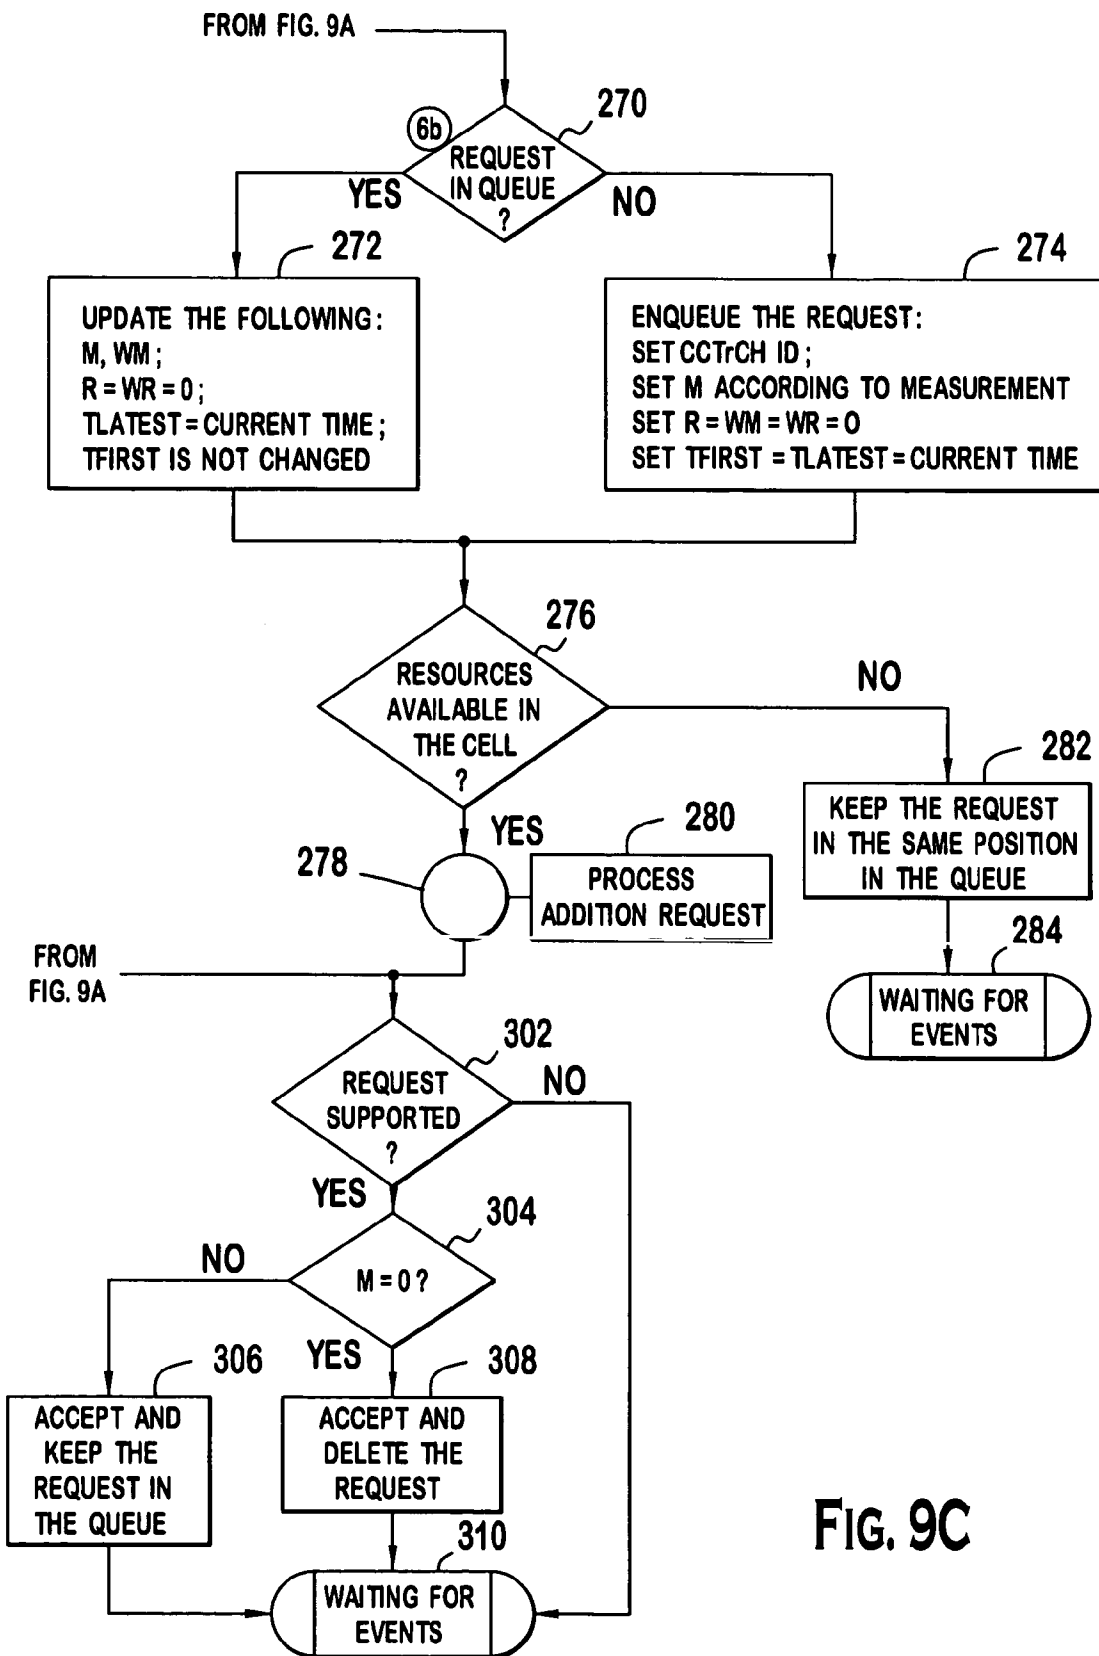 FROM FIG. 9A
6b
270
REQUEST
IN QUEUE
?
YES
NO
272
274
UPDATE THE FOLLOWING:
M, WM;
R = WR = 0;
TLATEST = CURRENT TIME;
TFIRST IS NOT CHANGED
ENQUEUE THE REQUEST:
SET CCTrCH ID;
SET M ACCORDING TO MEASUREMENT
SET R = WM = WR = 0
SET TFIRST = TLATEST = CURRENT TIME
276
RESOURCES
AVAILABLE IN
THE CELL
?
NO
YES
282
KEEP THE REQUEST
IN THE SAME POSITION
IN THE QUEUE
278
280
PROCESS
ADDITION REQUEST
284
WAITING FOR
EVENTS
FROM
FIG. 9A
302
REQUEST
SUPPORTED
?
NO
YES
304
M = 0 ?
NO
YES
306
ACCEPT AND
KEEP THE
REQUEST IN
THE QUEUE
308
ACCEPT AND
DELETE THE
REQUEST
310
WAITING FOR
EVENTS
FIG. 9C